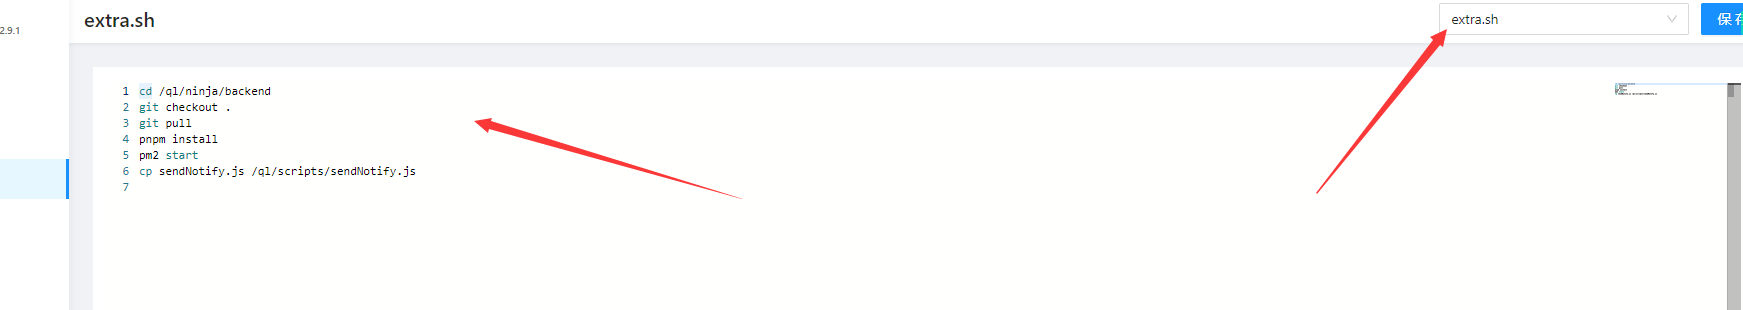 2.9.1
extra.sh
extra.sh
保存
1 cd /ql/ninja/backend
2 git checkout .
3 git pull
4 pnpm install
5 pm2 start
6 cp sendNotify.js /ql/scripts/sendNotify.js
7